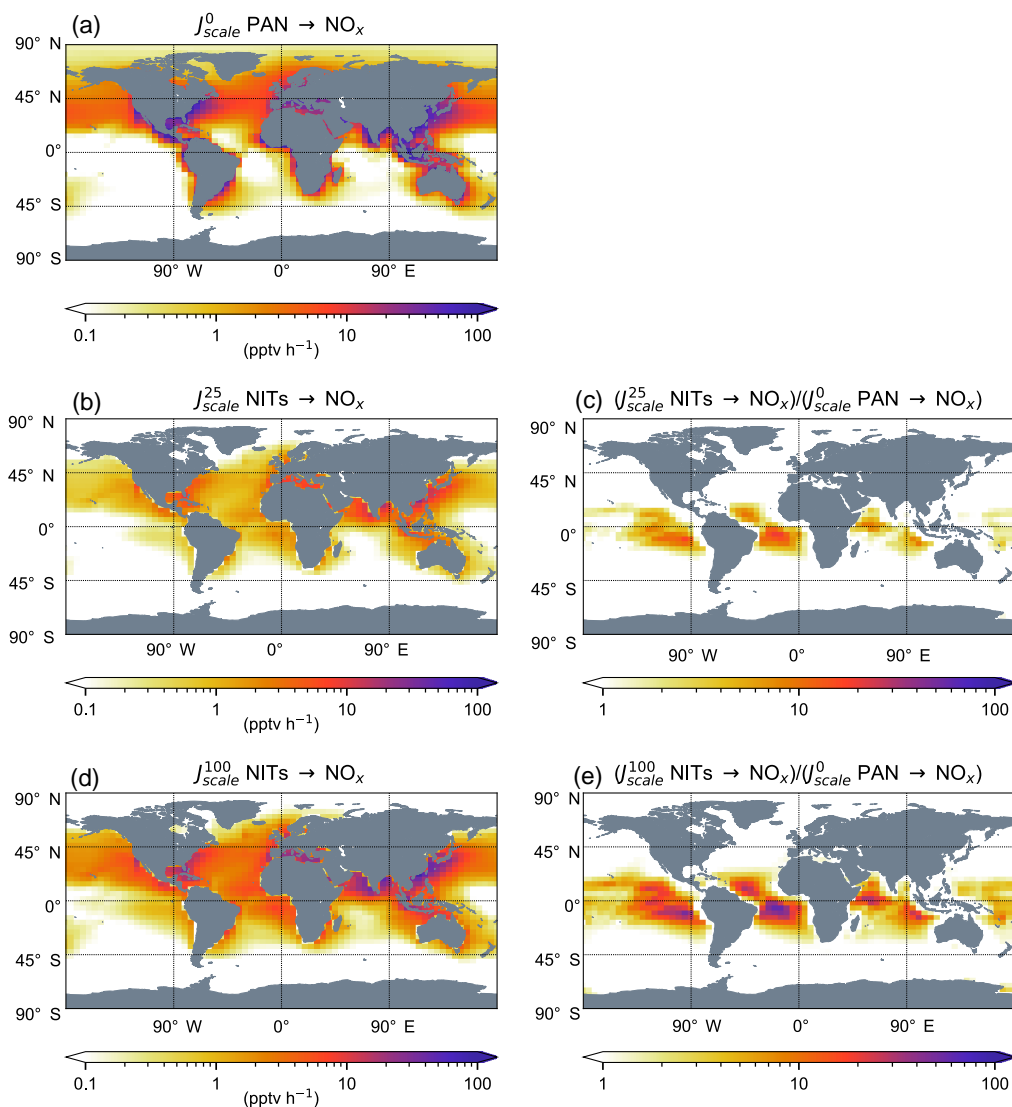 (a) J⁰scale PAN → NOₓ
90° N
45° N
0°
45° S
90° S
90° W 0° 90° E
0.1 1 10 100
(pptv h⁻¹)
(b) J²⁵scale NITs → NOₓ
90° N
45° N
0°
45° S
90° S
90° W 0° 90° E
0.1 1 10 100
(pptv h⁻¹)
(c) (J²⁵scale NITs → NOₓ)/(J⁰scale PAN → NOₓ)
90° N
45° N
0°
45° S
90° S
90° W 0° 90° E
1 10 100
(d) J¹⁰⁰scale NITs → NOₓ
90° N
45° N
0°
45° S
90° S
90° W 0° 90° E
0.1 1 10 100
(e) (J¹⁰⁰scale NITs → NOₓ)/(J⁰scale PAN → NOₓ)
90° N
45° N
0°
45° S
90° S
90° W 0° 90° E
1 10 100